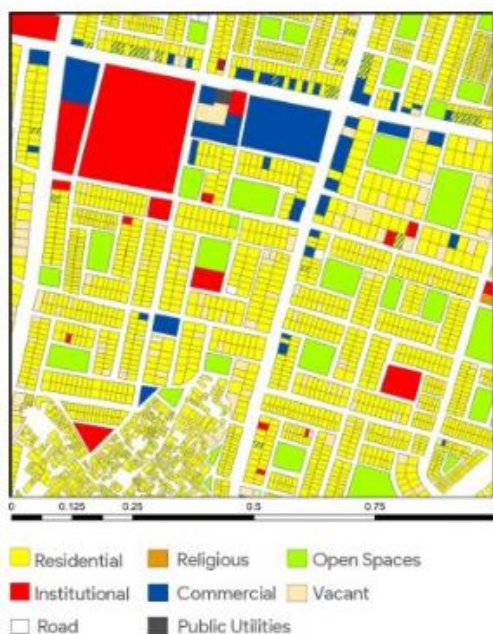 0 0.125 0.25 0.5 0.75
Residential Religious Open Spaces
Institutional Commercial Vacant
Road Public Utilities